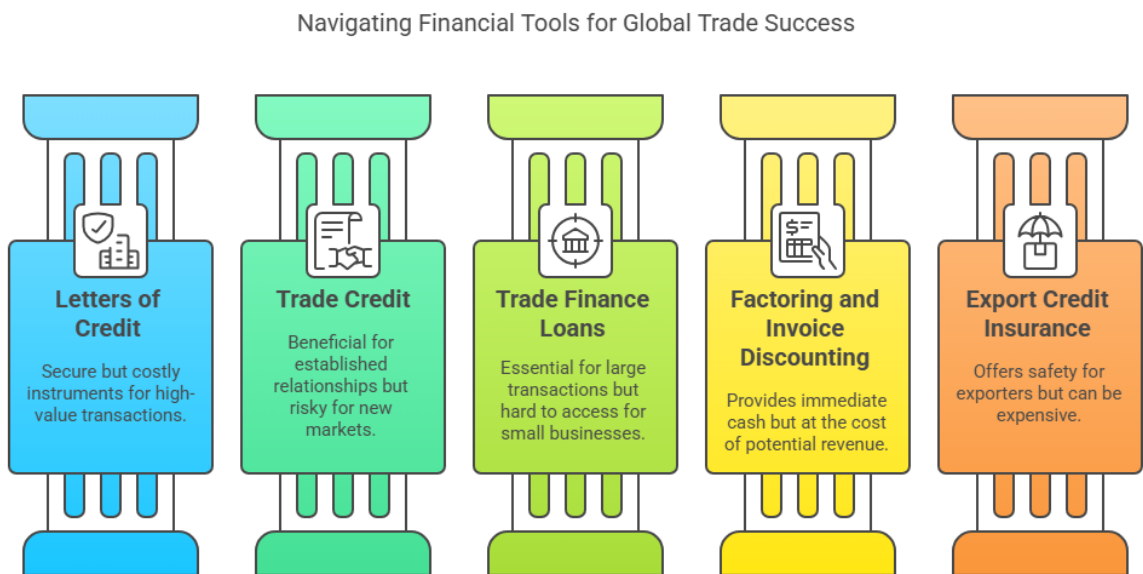 Navigating Financial Tools for Global Trade Success
Letters of
Credit
Secure but costly
instruments for high-
value transactions.
Trade Credit
Beneficial for
established
relationships but
risky for new
markets.
Trade Finance
Loans
Essential for large
transactions but
hard to access for
small businesses.
Factoring and
Invoice
Discounting
Provides immediate
cash but at the cost
of potential revenue.
Export Credit
Insurance
Offers safety for
exporters but can be
expensive.